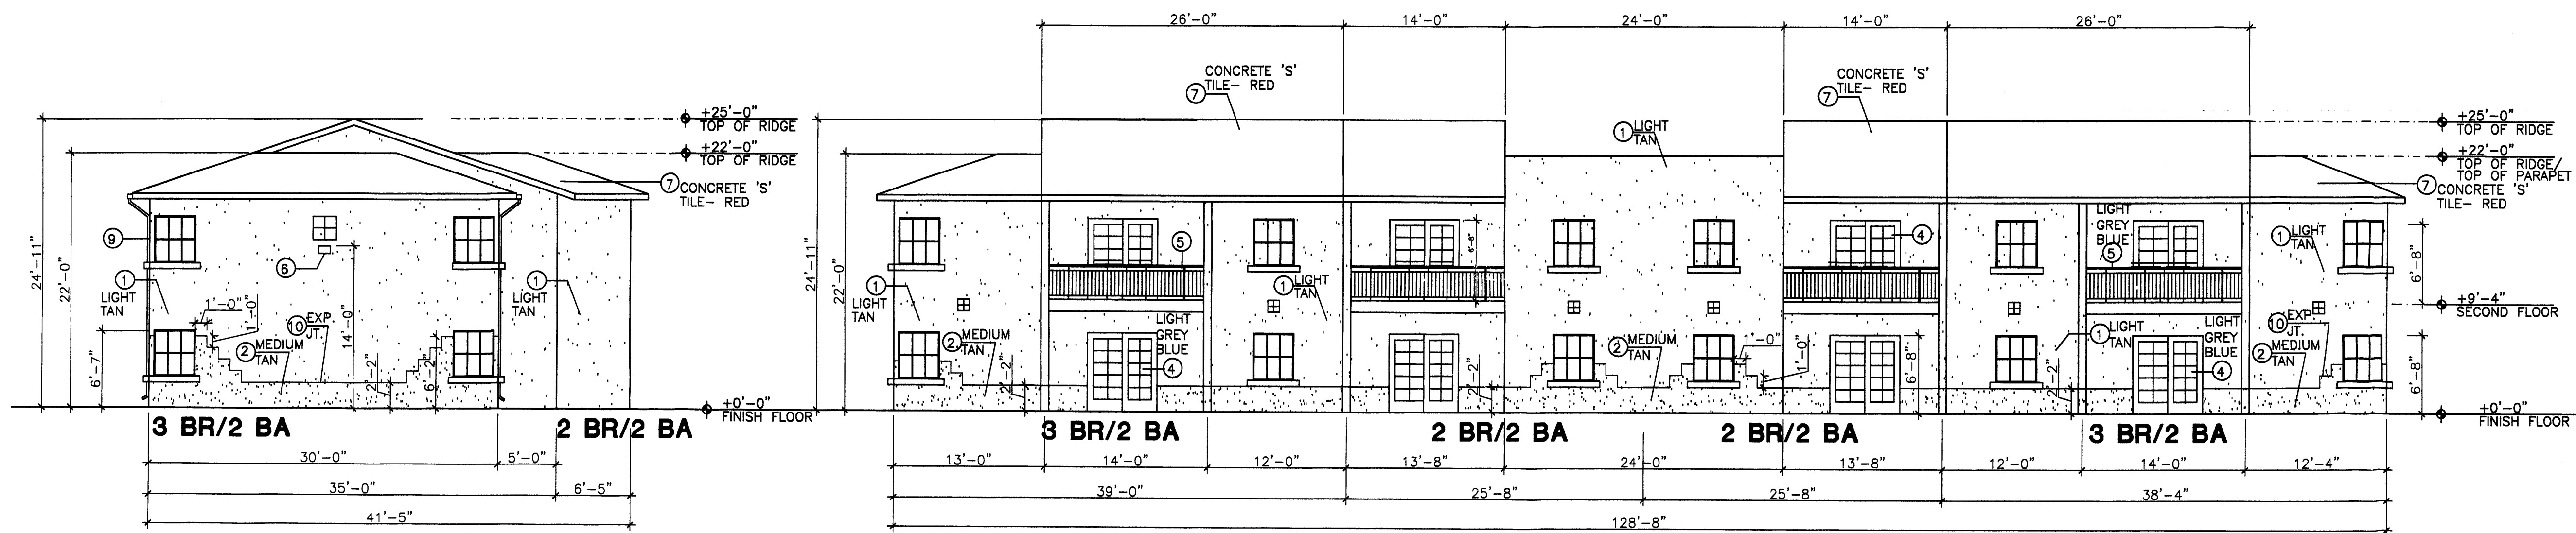 26'-0"
14'-0"
24'-0"
14'-0"
26'-0"
+25'-0"
TOP OF RIDGE
+22'-0"
TOP OF RIDGE
7 CONCRETE 'S'
TILE- RED
24'-11"
22'-0"
9
1
LIGHT
TAN
6
1'-0"
1'-0"
10 EXP.
JT.
2 MEDIUM
TAN
14'-0"
2'-2"
6'-2"
6'-7"
1
LIGHT
TAN
+0'-0"
FINISH FLOOR
3 BR/2 BA
2 BR/2 BA
30'-0"
5'-0"
35'-0"
6'-5"
41'-5"
CONCRETE 'S'
7 TILE- RED
CONCRETE 'S'
TILE- RED
7
1 LIGHT
TAN
24'-11"
22'-0"
1
LIGHT
TAN
2 MEDIUM
TAN
2'-2"
5
LIGHT
GREY
BLUE
4
1 LIGHT
TAN
6'-8"
2'-2"
2 MEDIUM
TAN
1'-0"
1'-0"
4
6'-8"
LIGHT
GREY
BLUE
5
1 LIGHT
TAN
2'-2"
LIGHT
GREY
BLUE
4
1 LIGHT
TAN
10 EXP
JT.
2 MEDIUM
TAN
6'-8"
6'-8"
+25'-0"
TOP OF RIDGE
+22'-0"
TOP OF RIDGE/
TOP OF PARAPET
7 CONCRETE 'S'
TILE- RED
+9'-4"
SECOND FLOOR
+0'-0"
FINISH FLOOR
3 BR/2 BA
2 BR/2 BA
2 BR/2 BA
3 BR/2 BA
13'-0"
14'-0"
12'-0"
13'-8"
24'-0"
13'-8"
12'-0"
14'-0"
12'-4"
39'-0"
25'-8"
25'-8"
38'-4"
128'-8"